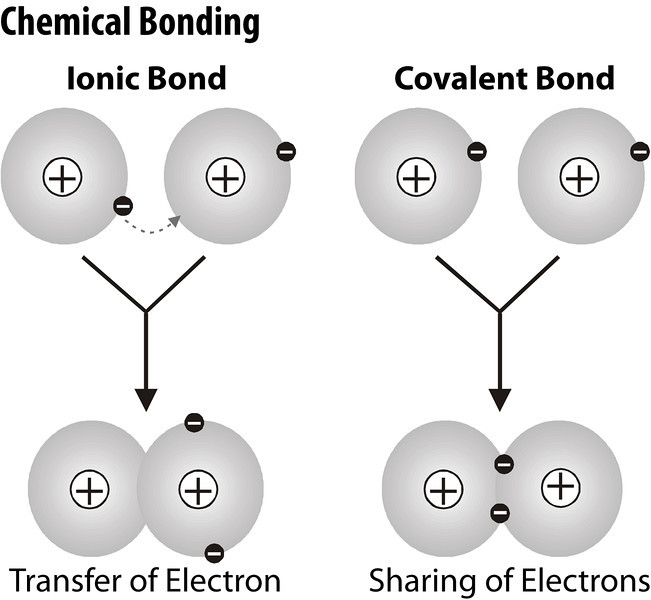 Chemical Bonding
Ionic Bond
Covalent Bond
+ + − −
+ + − −
+ + − −
+ + − −
Transfer of Electron
Sharing of Electrons